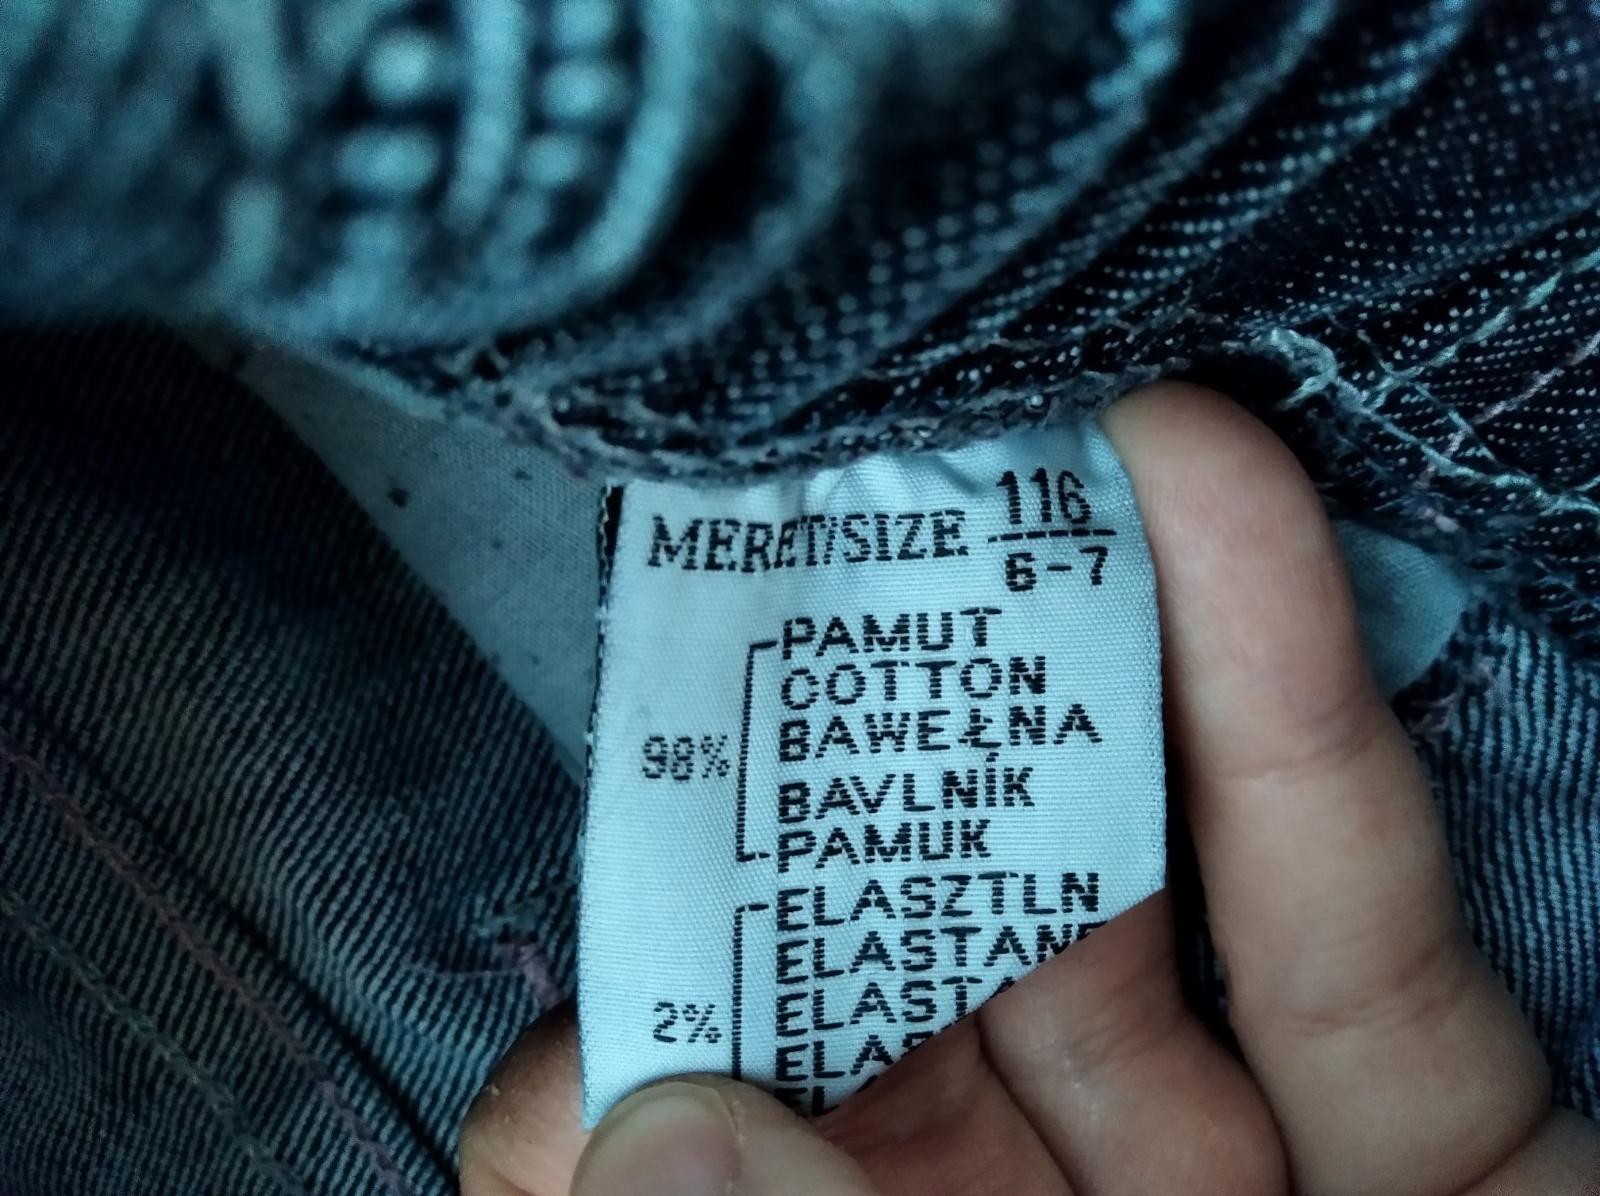 MERET/SIZE 116
6-7
PAMUT
COTTON
BAWEŁNA
98%
BAVLNÍK
PAMUK
ELASZTLN
ELASTANE
2%